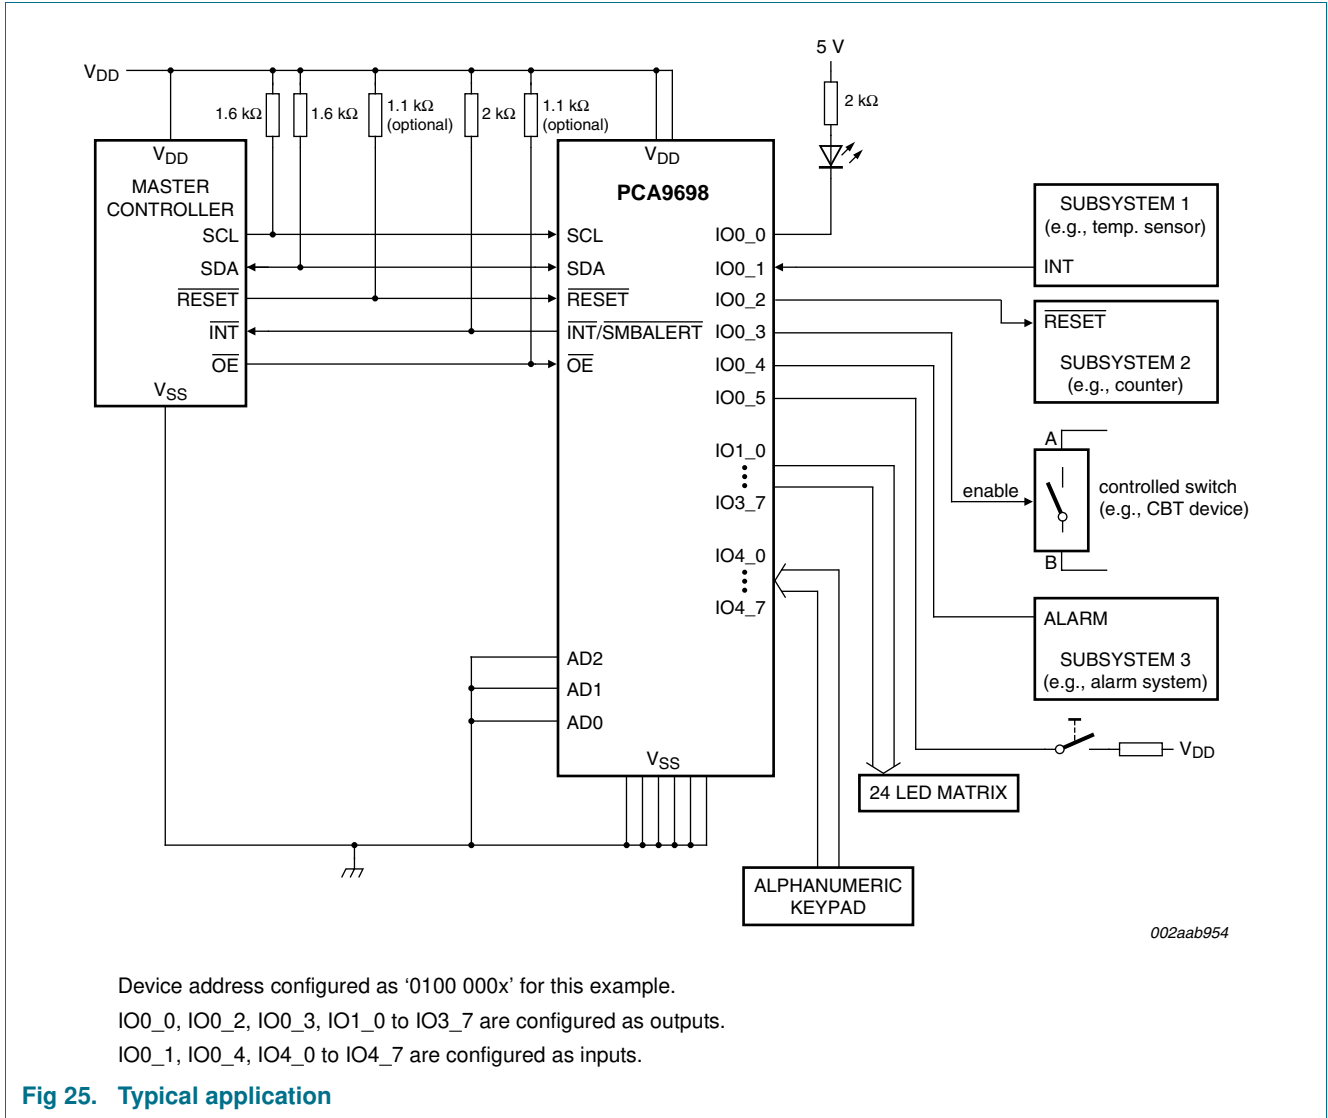 5 V
2 kΩ
VDD
1.6 kΩ
1.6 kΩ
1.1 kΩ
(optional)
2 kΩ
1.1 kΩ
(optional)
VDD
MASTER
CONTROLLER
SCL
SDA
RESET
INT
OE
VSS
VDD
PCA9698
SCL
SDA
RESET
INT/SMBALERT
OE
AD2
AD1
AD0
VSS
IO0_0
IO0_1
IO0_2
IO0_3
IO0_4
IO0_5
IO1_0
IO3_7
IO4_0
IO4_7
SUBSYSTEM 1
(e.g., temp. sensor)
INT
RESET
SUBSYSTEM 2
(e.g., counter)
A
enable
controlled switch
(e.g., CBT device)
B
ALARM
SUBSYSTEM 3
(e.g., alarm system)
VDD
24 LED MATRIX
ALPHANUMERIC
KEYPAD
002aab954
Device address configured as ‘0100 000x’ for this example.
IO0_0, IO0_2, IO0_3, IO1_0 to IO3_7 are configured as outputs.
IO0_1, IO0_4, IO4_0 to IO4_7 are configured as inputs.
Fig 25. Typical application